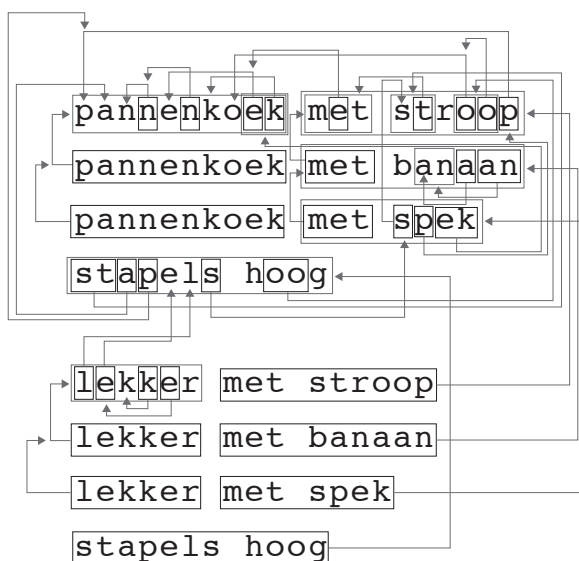 pannenkoek met stroop
pannenkoek met banaan
pannenkoek met spek
stapels hoog
lekker met stroop
lekker met banaan
lekker met spek
stapels hoog